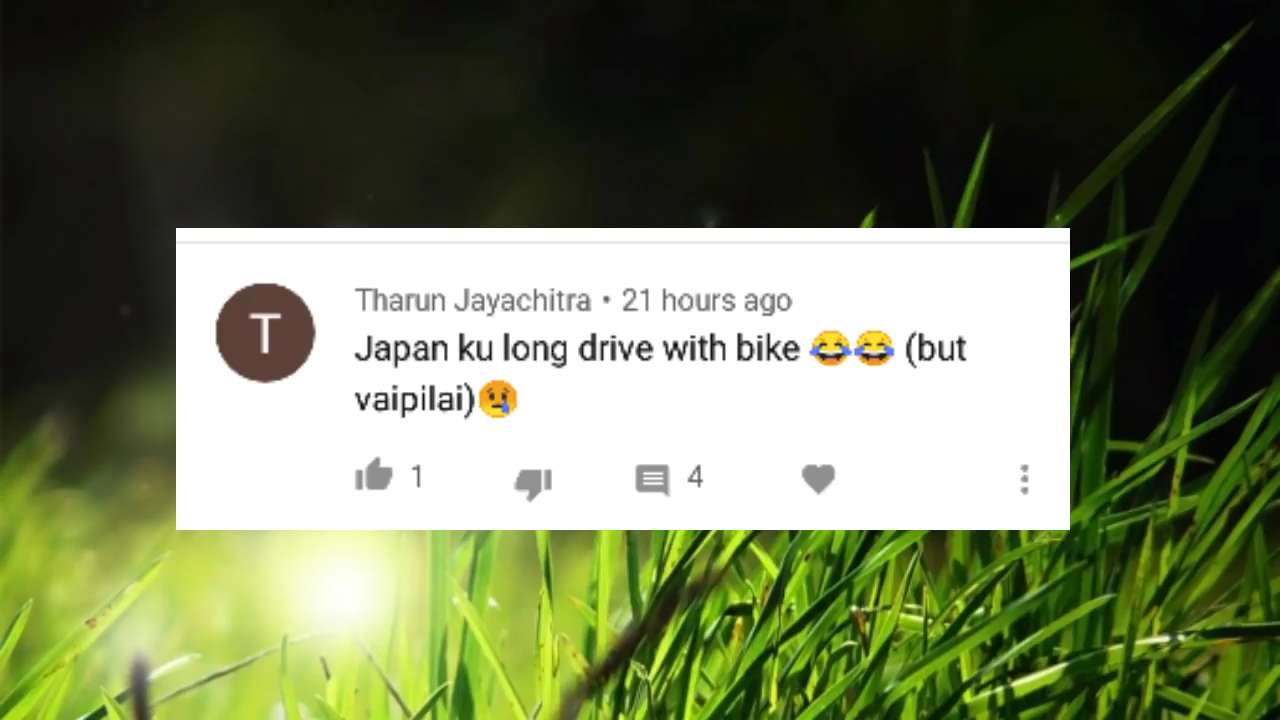 T
Tharun Jayachitra • 21 hours ago
Japan ku long drive with bike 😂😂 (but
vaipilai)😢
1 4